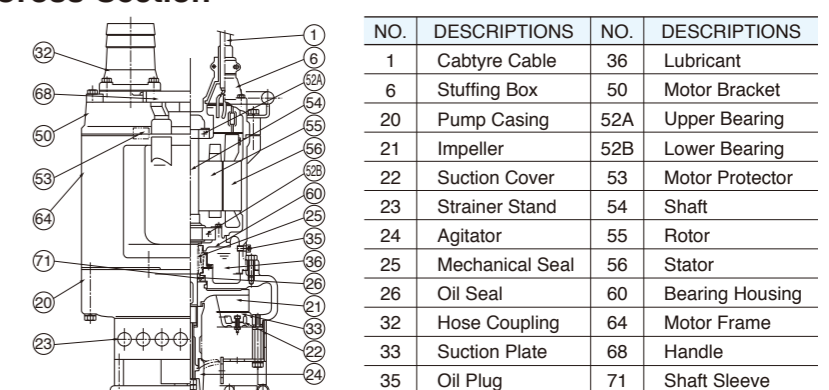 32
68
50
53
64
71
20
23
1
6
52A
54
55
56
52B
60
25
35
36
26
21
33
22
24
NO. DESCRIPTIONS NO. DESCRIPTIONS
1 Cabtyre Cable 36 Lubricant
6 Stuffing Box 50 Motor Bracket
20 Pump Casing 52A Upper Bearing
21 Impeller 52B Lower Bearing
22 Suction Cover 53 Motor Protector
23 Strainer Stand 54 Shaft
24 Agitator 55 Rotor
25 Mechanical Seal 56 Stator
26 Oil Seal 60 Bearing Housing
32 Hose Coupling 64 Motor Frame
33 Suction Plate 68 Handle
35 Oil Plug 71 Shaft Sleeve